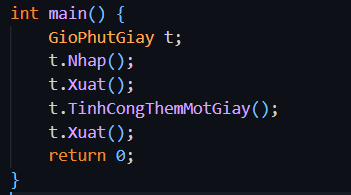 int main() {
    GioPhutGiay t;
    t.Nhap();
    t.Xuat();
    t.TinhCongThemMotGiay();
    t.Xuat();
    return 0;
}